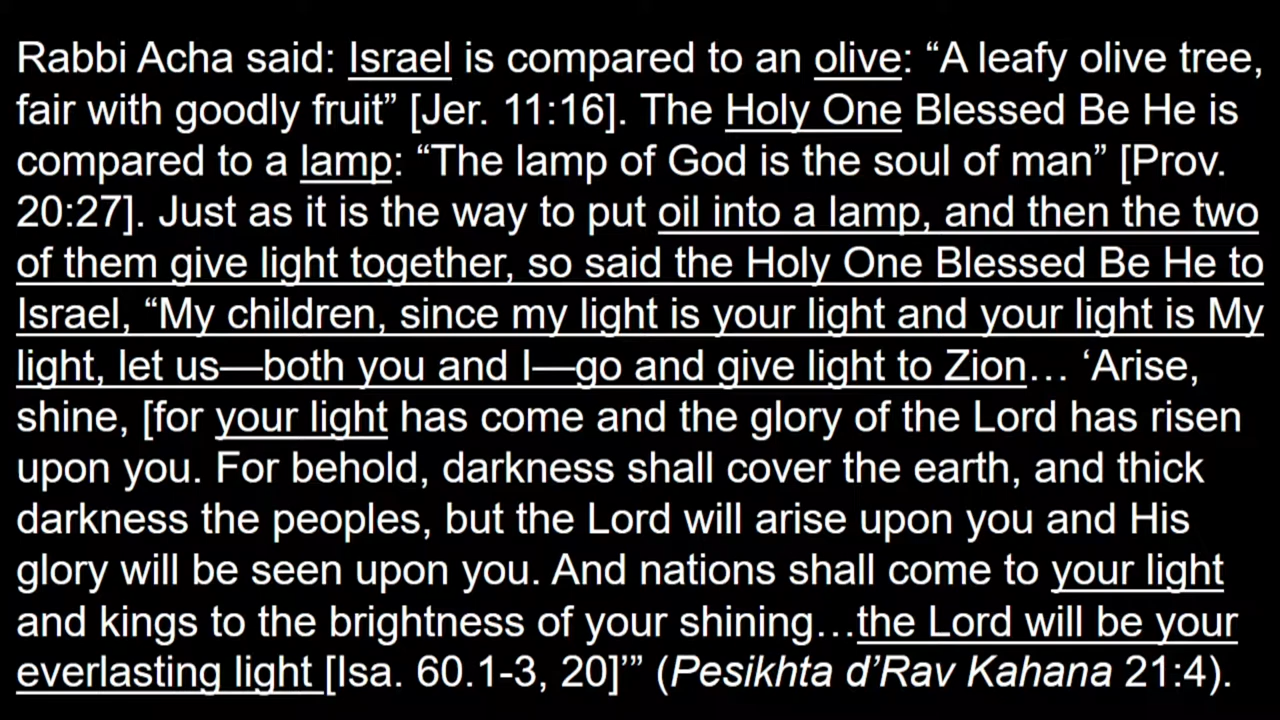 Rabbi Acha said: Israel is compared to an olive: “A leafy olive tree,
fair with goodly fruit” [Jer. 11:16]. The Holy One Blessed Be He is
compared to a lamp: “The lamp of God is the soul of man” [Prov.
20:27]. Just as it is the way to put oil into a lamp, and then the two
of them give light together, so said the Holy One Blessed Be He to
Israel, “My children, since my light is your light and your light is My
light, let us—both you and I—go and give light to Zion… ‘Arise,
shine, [for your light has come and the glory of the Lord has risen
upon you. For behold, darkness shall cover the earth, and thick
darkness the peoples, but the Lord will arise upon you and His
glory will be seen upon you. And nations shall come to your light
and kings to the brightness of your shining…the Lord will be your
everlasting light [Isa. 60.1-3, 20]’” (Pesikhta d’Rav Kahana 21:4).